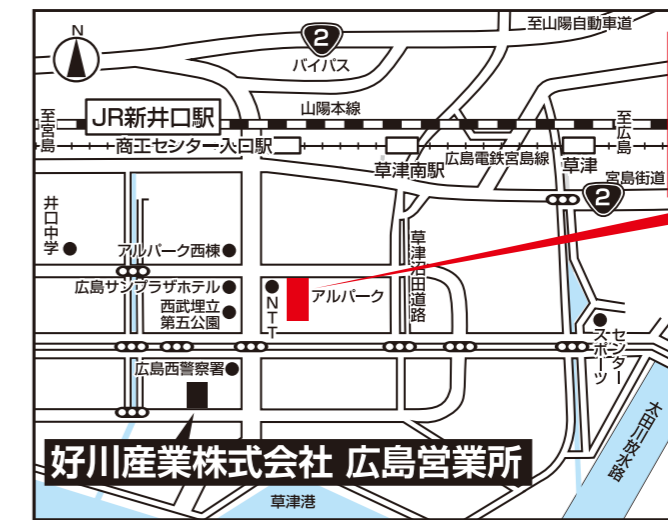 N
2
バイパス
至山陽自動車道
至宮島
JR新井口駅
山陽本線
至広島
商工センター入口駅
草津南駅
広島電鉄宮島線
草津
宮島街道
2
井口中学
アルパーク西棟
草津沼田道路
広島サンプラザホテル
NTT
アルパーク
西武埋立
第五公園
スポーツ
センター
広島西警察署
太田川放水路
好川産業株式会社 広島営業所
草津港